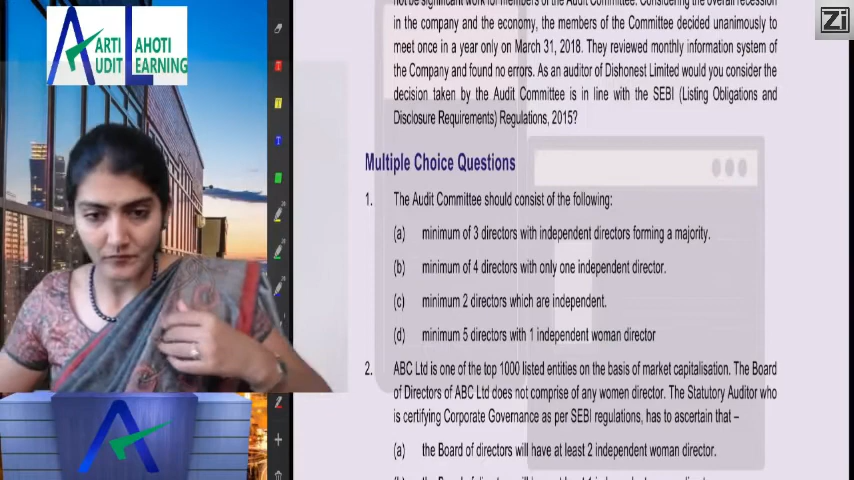 ARTI LAHOTI
AUDIT LEARNING
Zi
not be significant work for members of the Audit Committee. Considering the overall recession
in the company and the economy, the members of the Committee decided unanimously to
meet once in a year only on March 31, 2018. They reviewed monthly information system of
the Company and found no errors. As an auditor of Dishonest Limited would you consider the
decision taken by the Audit Committee is in line with the SEBI (Listing Obligations and
Disclosure Requirements) Regulations, 2015?
Multiple Choice Questions
1. The Audit Committee should consist of the following:
(a) minimum of 3 directors with independent directors forming a majority.
(b) minimum of 4 directors with only one independent director.
(c) minimum 2 directors which are independent.
(d) minimum 5 directors with 1 independent woman director
2. ABC Ltd is one of the top 1000 listed entities on the basis of market capitalisation. The Board
of Directors of ABC Ltd does not comprise of any women director. The Statutory Auditor who
is certifying Corporate Governance as per SEBI regulations, has to ascertain that –
(a) the Board of directors will have at least 2 independent woman director.